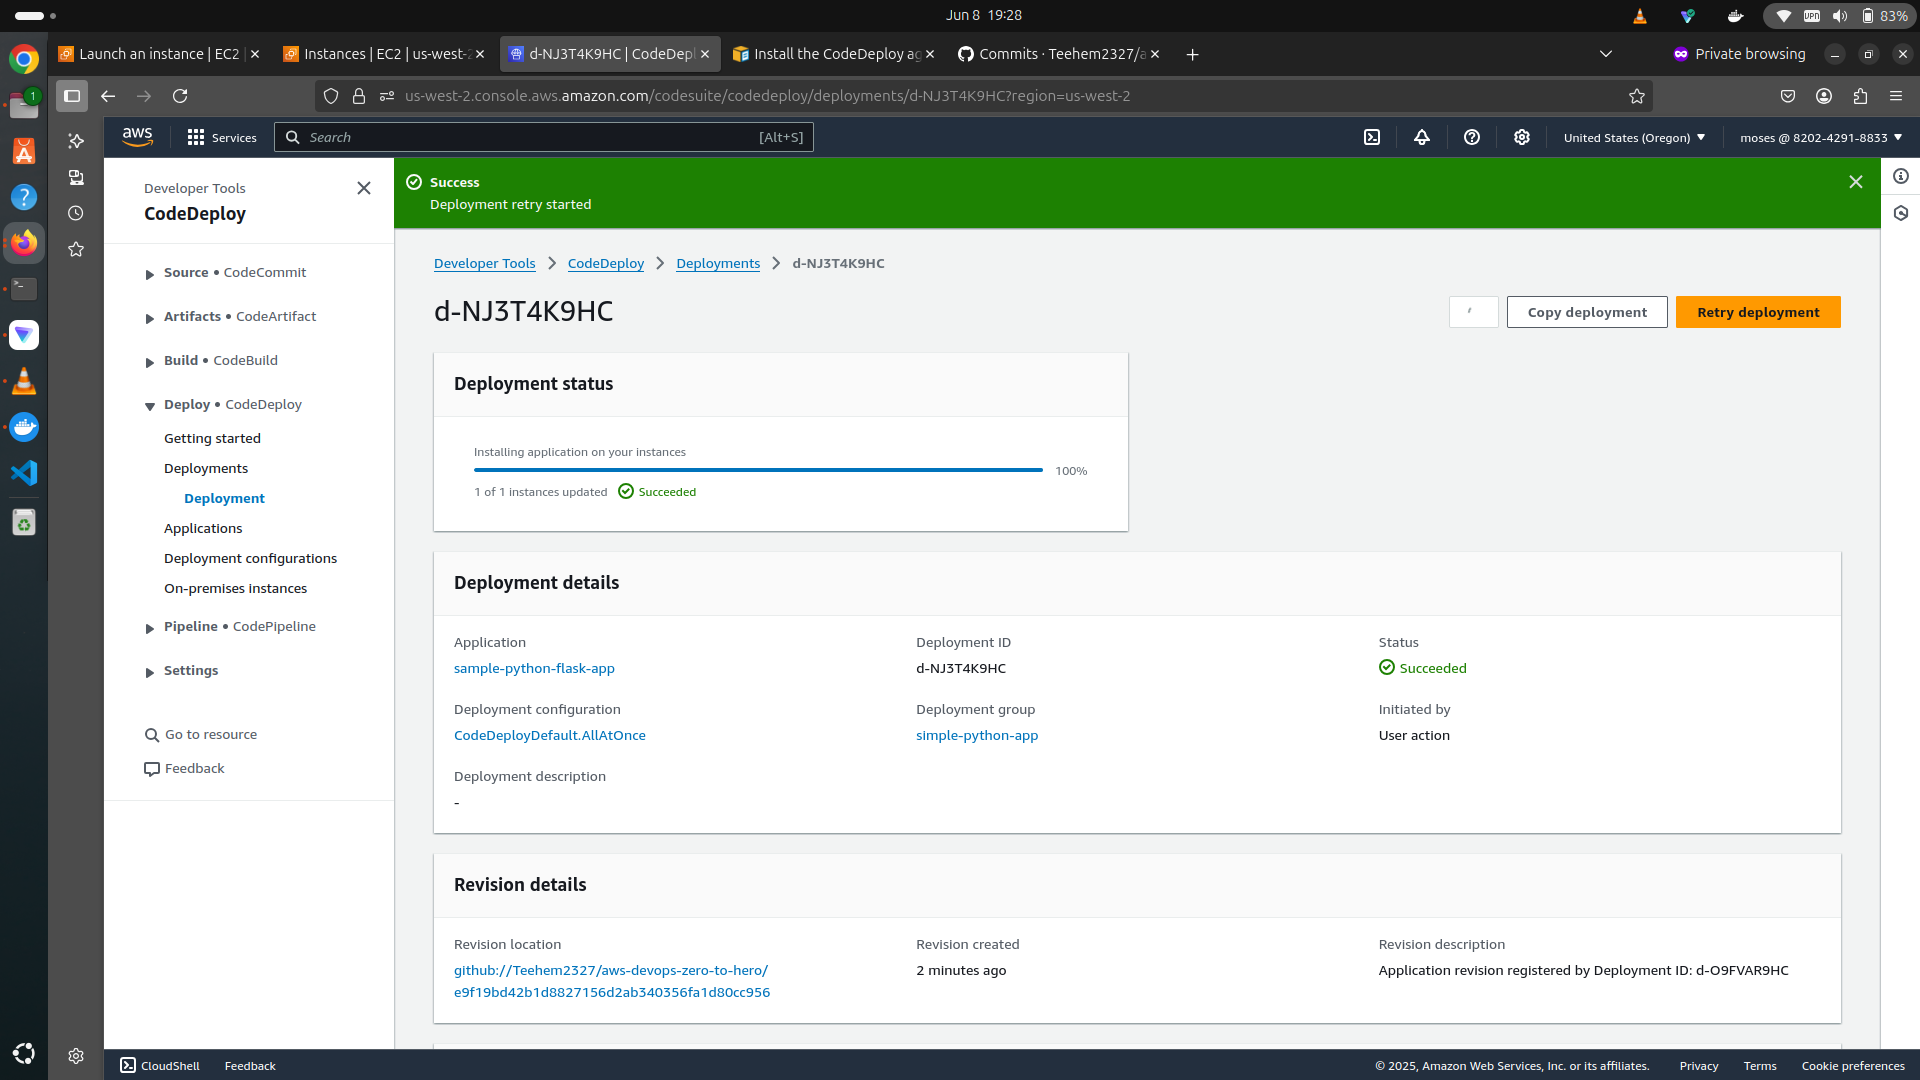 Jun 8 19:28
83%
Launch an instance | EC2 |
Instances | EC2 | us-west-2
d-NJ3T4K9HC | CodeDepl
Install the CodeDeploy ag
Commits · Teehem2327/a
Private browsing
1
us-west-2.console.aws.amazon.com/codesuite/codedeploy/deployments/d-NJ3T4K9HC?region=us-west-2
aws
Services
Search
[Alt+S]
United States (Oregon)
moses @ 8202-4291-8833
Developer Tools
CodeDeploy
Source • CodeCommit
Artifacts • CodeArtifact
Build • CodeBuild
Deploy • CodeDeploy
Getting started
Deployments
Deployment
Applications
Deployment configurations
On-premises instances
Pipeline • CodePipeline
Settings
Go to resource
Feedback
Success
Deployment retry started
Developer Tools
CodeDeploy
Deployments
d-NJ3T4K9HC
d-NJ3T4K9HC
Copy deployment
Retry deployment
Deployment status
Installing application on your instances
100%
1 of 1 instances updated
Succeeded
Deployment details
Application
sample-python-flask-app
Deployment ID
d-NJ3T4K9HC
Status
Succeeded
Deployment configuration
CodeDeployDefault.AllAtOnce
Deployment group
simple-python-app
Initiated by
User action
Deployment description
-
Revision details
Revision location
github://Teehem2327/aws-devops-zero-to-hero/
e9f19bd42b1d8827156d2ab340356fa1d80cc956
Revision created
2 minutes ago
Revision description
Application revision registered by Deployment ID: d-O9FVAR9HC
CloudShell
Feedback
© 2025, Amazon Web Services, Inc. or its affiliates.
Privacy
Terms
Cookie preferences